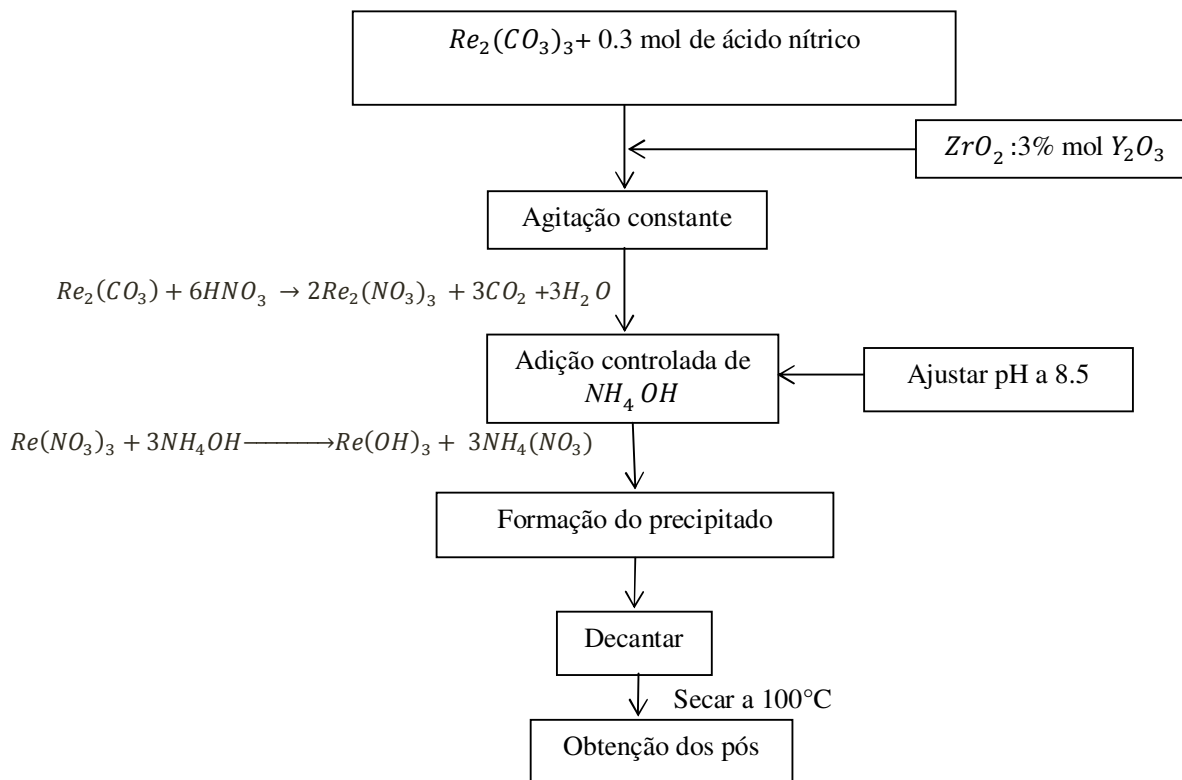 Re₂(CO₃)₃+ 0.3 mol de ácido nítrico
ZrO₂ :3% mol Y₂O₃
Agitação constante
Re₂(CO₃) + 6HNO₃ → 2Re₂(NO₃)₃ + 3CO₂ +3H₂O
Adição controlada de
NH₄ OH
Ajustar pH a 8.5
Re(NO₃)₃ + 3NH₄OH ⟶ Re(OH)₃ + 3NH₄(NO₃)
Formação do precipitado
Decantar
Secar a 100°C
Obtenção dos pós